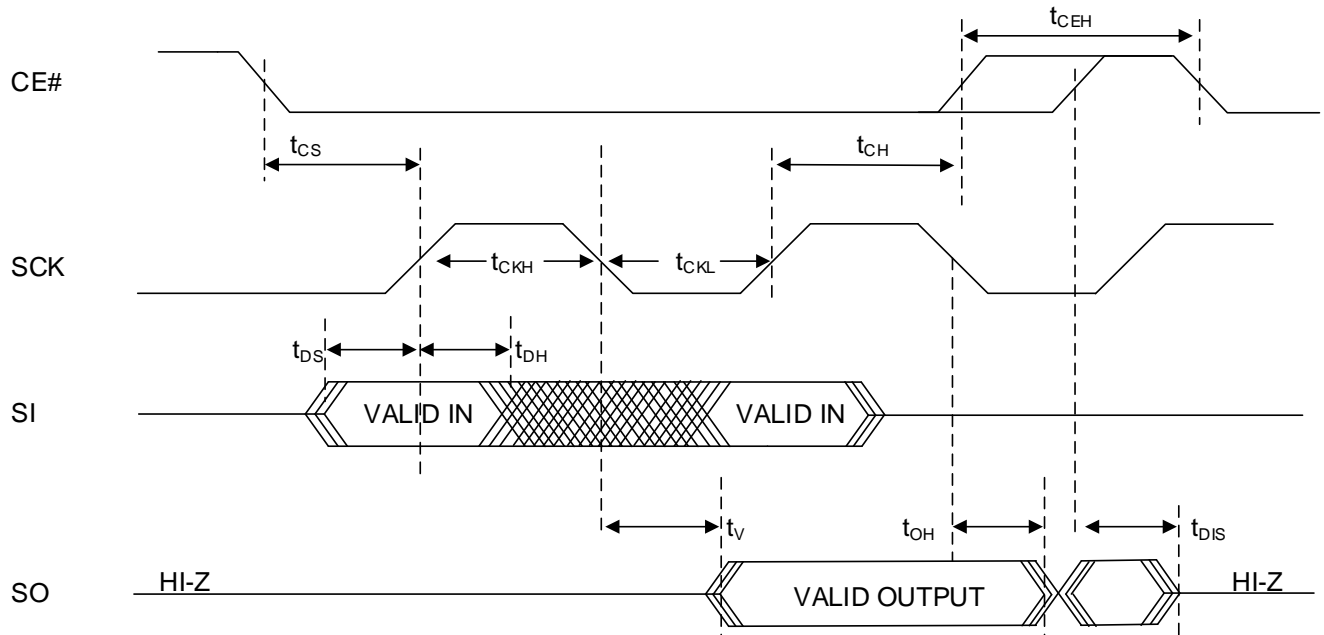 tCEH
CE#
tCS
tCH
SCK
tCKH
tCKL
tDS
tDH
SI
VALID IN
VALID IN
tV
tOH
tDIS
SO
HI-Z
VALID OUTPUT
HI-Z